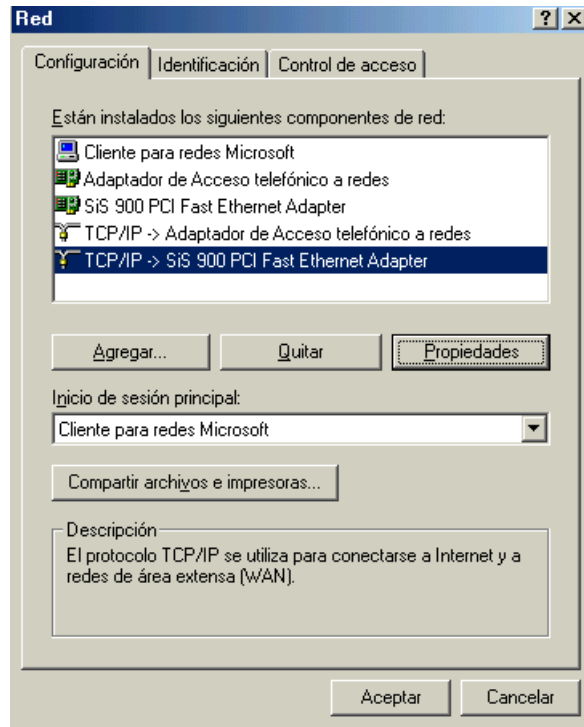 Red
Configuración Identificación Control de acceso
Están instalados los siguientes componentes de red:
Cliente para redes Microsoft
Adaptador de Acceso telefónico a redes
SiS 900 PCI Fast Ethernet Adapter
TCP/IP -> Adaptador de Acceso telefónico a redes
TCP/IP -> SiS 900 PCI Fast Ethernet Adapter
Agregar... Quitar Propiedades
Inicio de sesión principal:
Cliente para redes Microsoft
Compartir archivos e impresoras...
Descripción
El protocolo TCP/IP se utiliza para conectarse a Internet y a
redes de área extensa (WAN).
Aceptar Cancelar